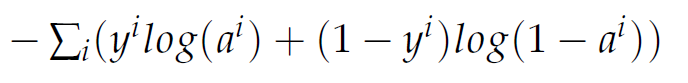 − ∑ᵢ(yⁱlog(aⁱ) + (1 − yⁱ)log(1 − aⁱ))